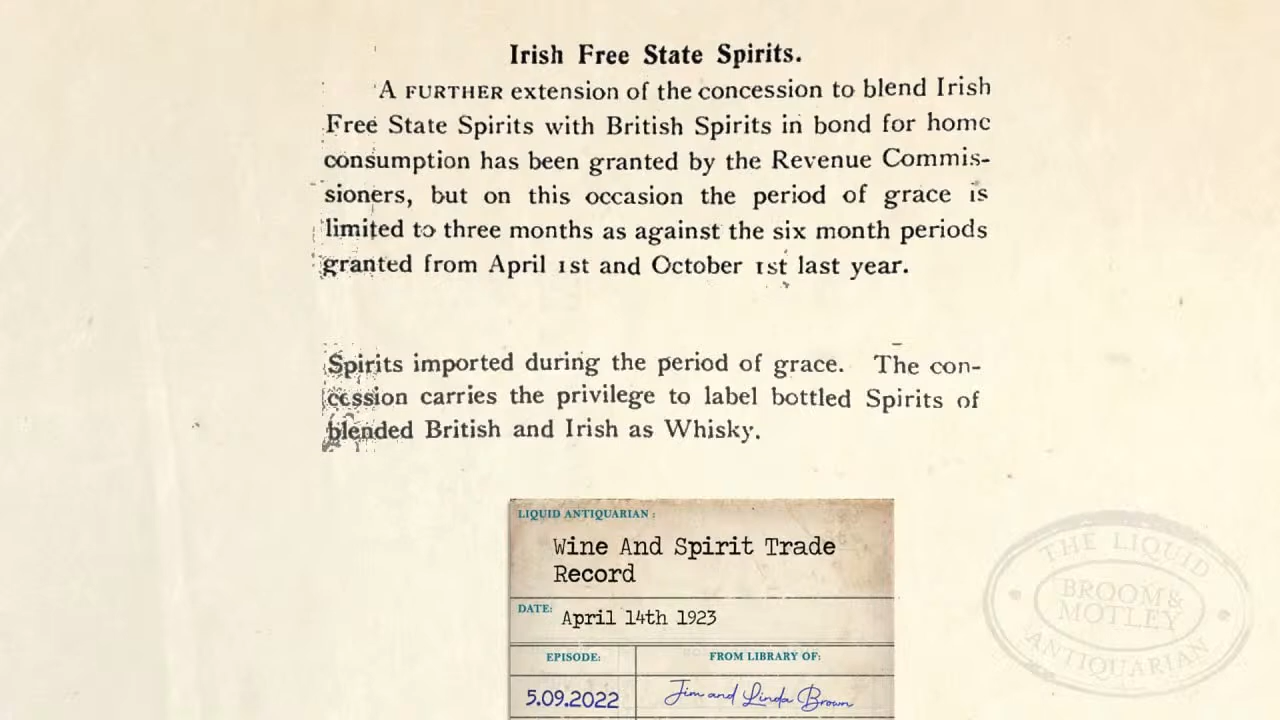 Irish Free State Spirits.
A FURTHER extension of the concession to blend Irish
Free State Spirits with British Spirits in bond for home
consumption has been granted by the Revenue Commis-
sioners, but on this occasion the period of grace is
limited to three months as against the six month periods
granted from April 1st and October 1st last year.
Spirits imported during the period of grace. The con-
cession carries the privilege to label bottled Spirits of
blended British and Irish as Whisky.
LIQUID ANTIQUARIAN :
Wine And Spirit Trade
Record
DATE: April 14th 1923
EPISODE: FROM LIBRARY OF:
5.09.2022 Jim and Linda Brown
THE LIQUID
BROOM &
MOTLEY
ANTIQUARIAN